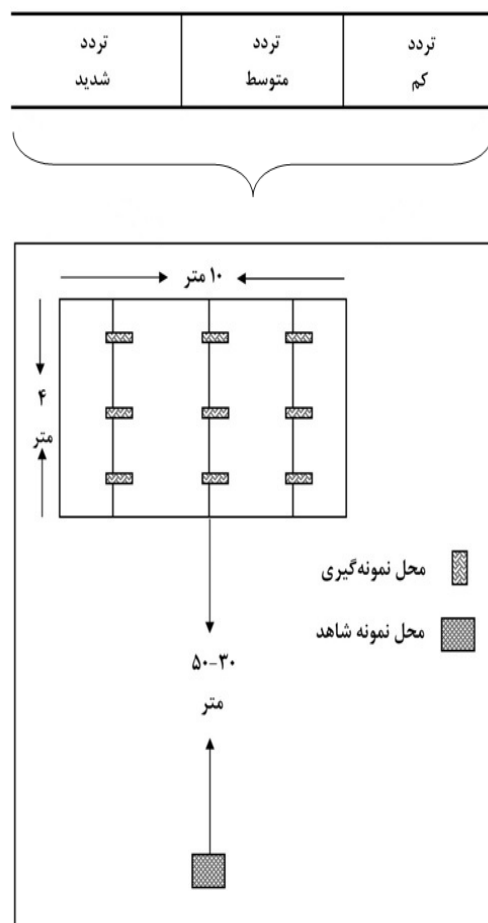 تردد
کم
تردد
متوسط
تردد
شدید
۱۰ متر
۴
متر
محل نمونه‌گیری
محل نمونه شاهد
۵۰-۳۰
متر